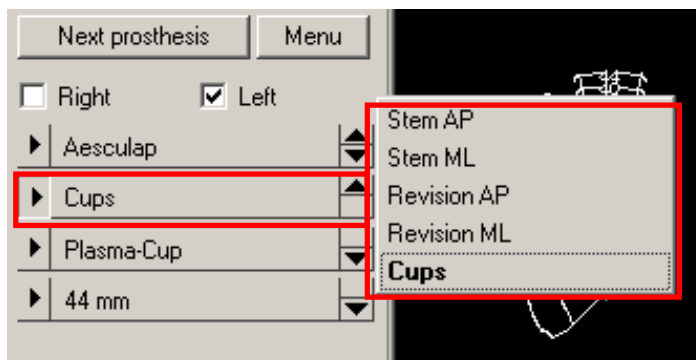 Next prosthesis Menu
Right Left
Aesculap
Cups
Plasma-Cup
44 mm
Stem AP
Stem ML
Revision AP
Revision ML
Cups